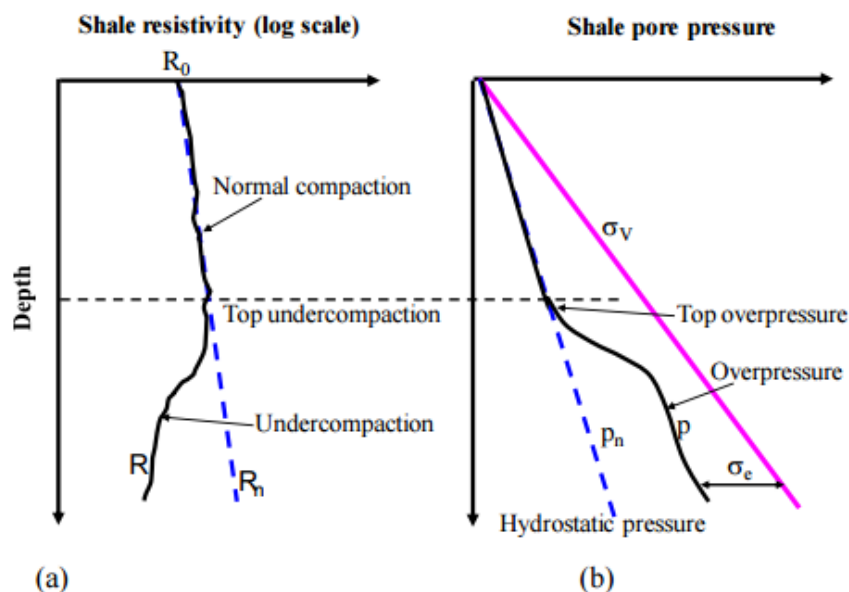 Shale resistivity (log scale)
R₀
Depth
Normal compaction
Top undercompaction
Undercompaction
R
Rₙ
(a)
Shale pore pressure
σ_V
Top overpressure
Overpressure
pₙ
p
σₑ
Hydrostatic pressure
(b)